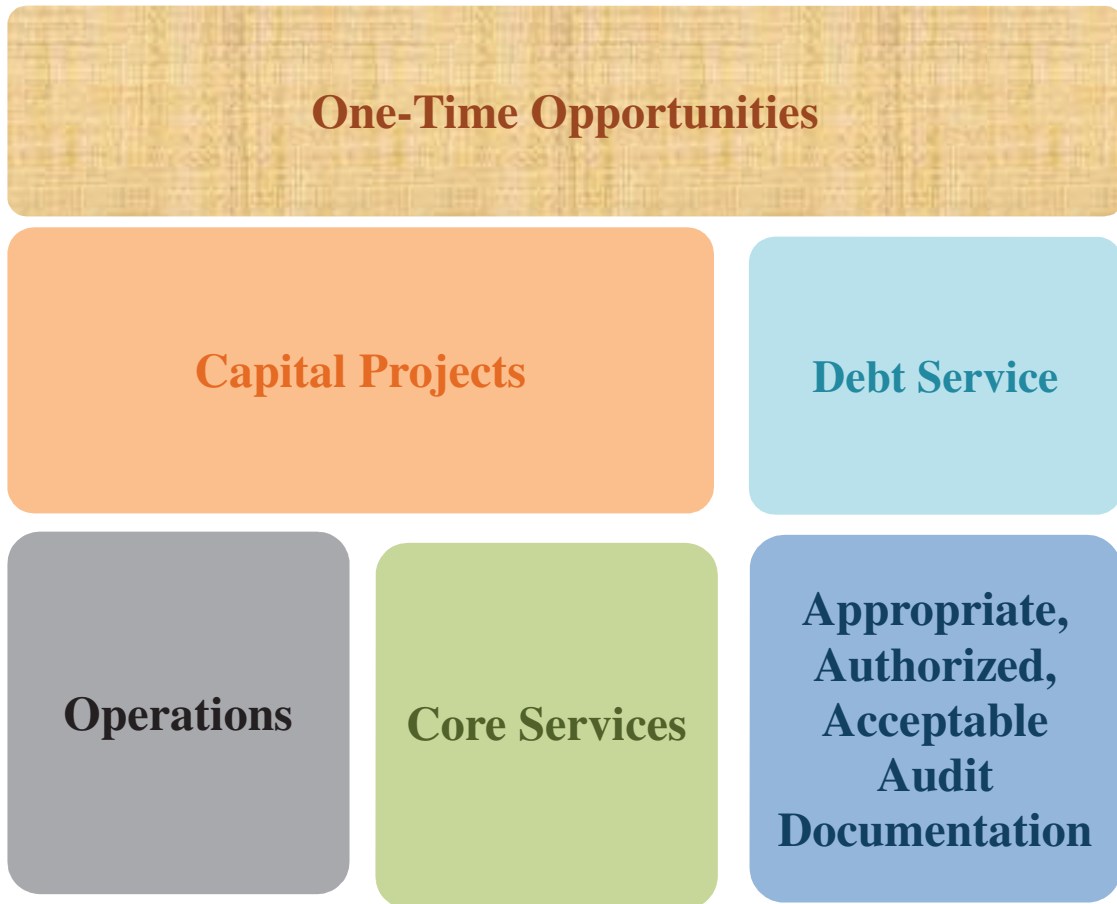 One-Time Opportunities
Capital Projects
Debt Service
Operations
Core Services
Appropriate,
Authorized,
Acceptable
Audit
Documentation